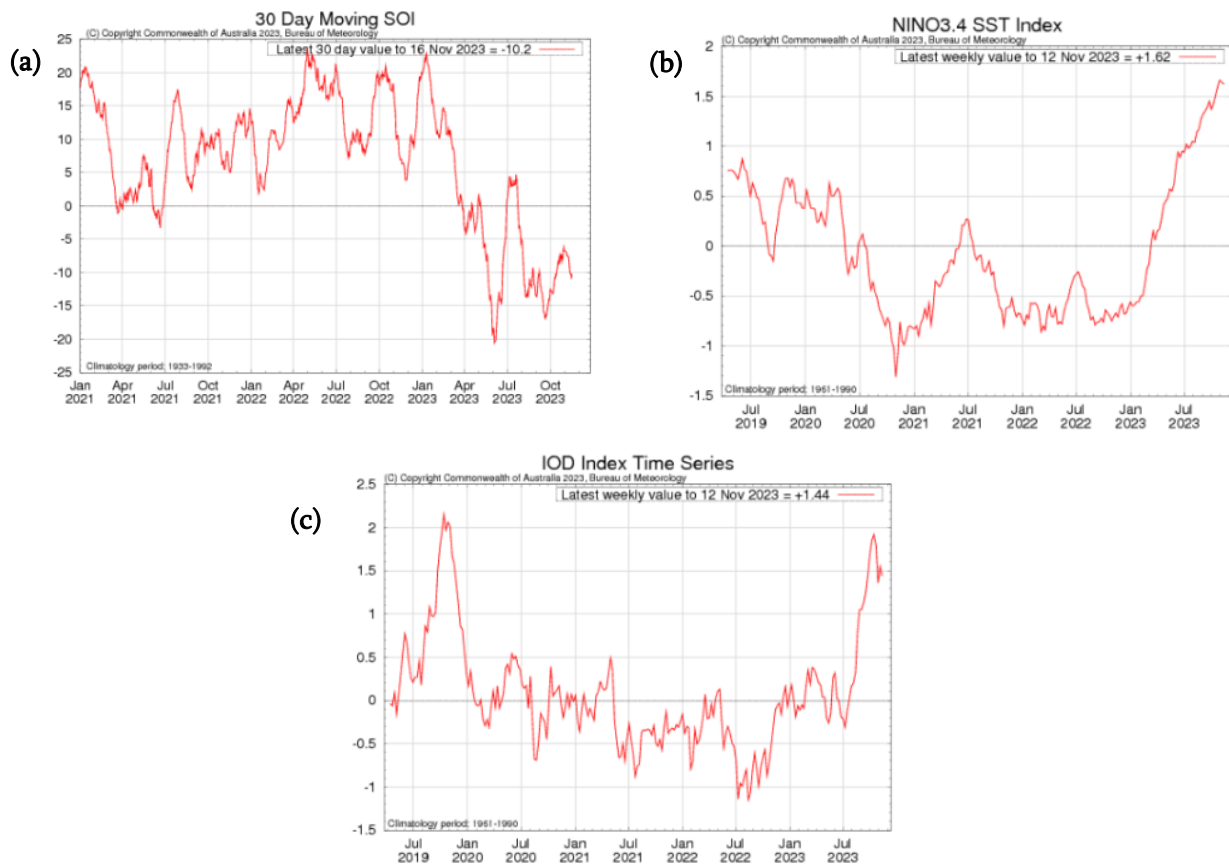 (a)
30 Day Moving SOI
(C) Copyright Commonwealth of Australia 2023, Bureau of Meteorology
Latest 30 day value to 16 Nov 2023 = -10.2
25
20
15
10
5
0
-5
-10
-15
-20
-25
Climatology period; 1933-1992
Jan Apr Jul Oct Jan Apr Jul Oct Jan Apr Jul Oct
2021 2021 2021 2021 2022 2022 2022 2022 2023 2023 2023 2023
(b)
NINO3.4 SST Index
(C) Copyright Commonwealth of Australia 2023, Bureau of Meteorology
Latest weekly value to 12 Nov 2023 = +1.62
2
1.5
1
0.5
0
-0.5
-1
-1.5
Climatology period; 1961-1990
Jul Jan Jul Jan Jul Jan Jul Jan Jul
2019 2020 2020 2021 2021 2022 2022 2023 2023
(c)
IOD Index Time Series
(C) Copyright Commonwealth of Australia 2023, Bureau of Meteorology
Latest weekly value to 12 Nov 2023 = +1.44
2.5
2
1.5
1
0.5
0
-0.5
-1
-1.5
Climatology period; 1961-1990
Jul Jan Jul Jan Jul Jan Jul Jan Jul
2019 2020 2020 2021 2021 2022 2022 2023 2023